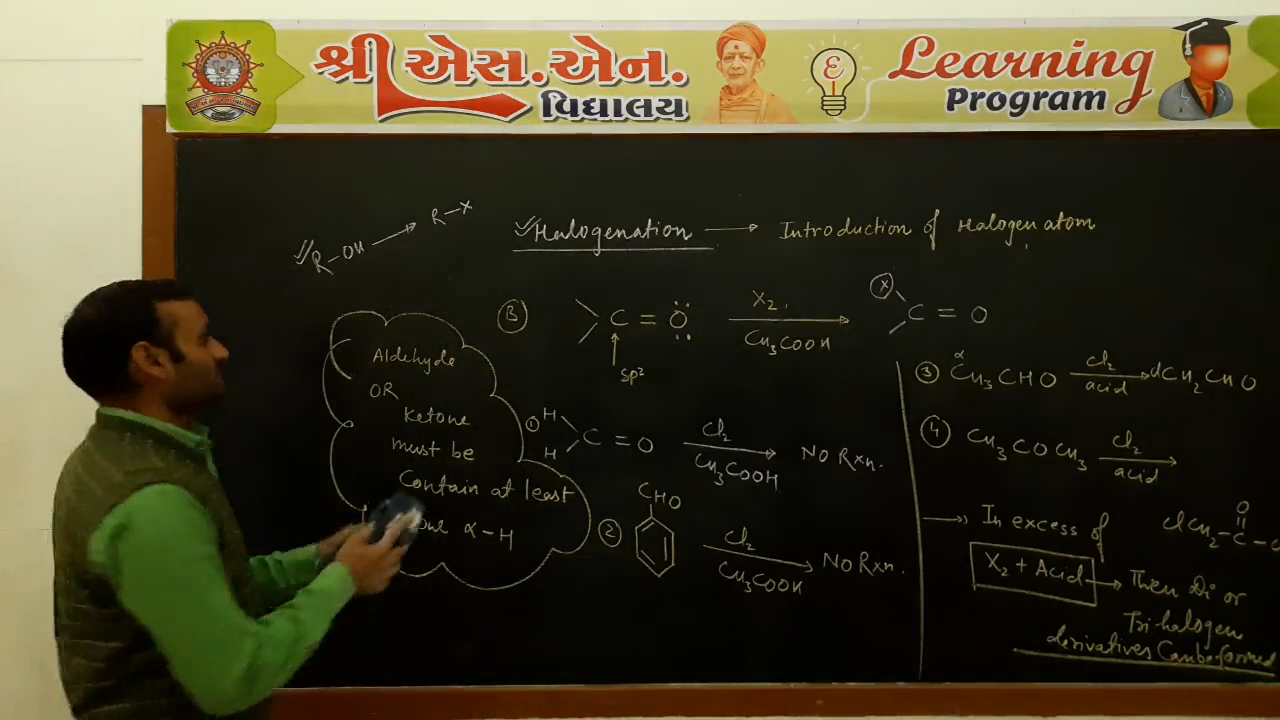 શ્રી એસ.એન.
વિદ્યાલય
Learning
Program
R-OH → R-X
Halogenation → Introduction of Halogen atom
B C=O X2, CH3COOH → X C=O
Sp²
Aldehyde
OR
Ketone
must be
Contain at least
one α-H
① H H C=O Cl2 CH3COOH → NO Rxn.
② CHO Cl2 CH3COOH → NO Rxn.
③ α CH3CHO Cl2 acid → ClCH2CHO
④ CH3COCH3 Cl2 acid →
ClCH2-C-
O
→ In excess of
X2 + Acid → Then Di or
Tri halogen
derivatives Can be formed